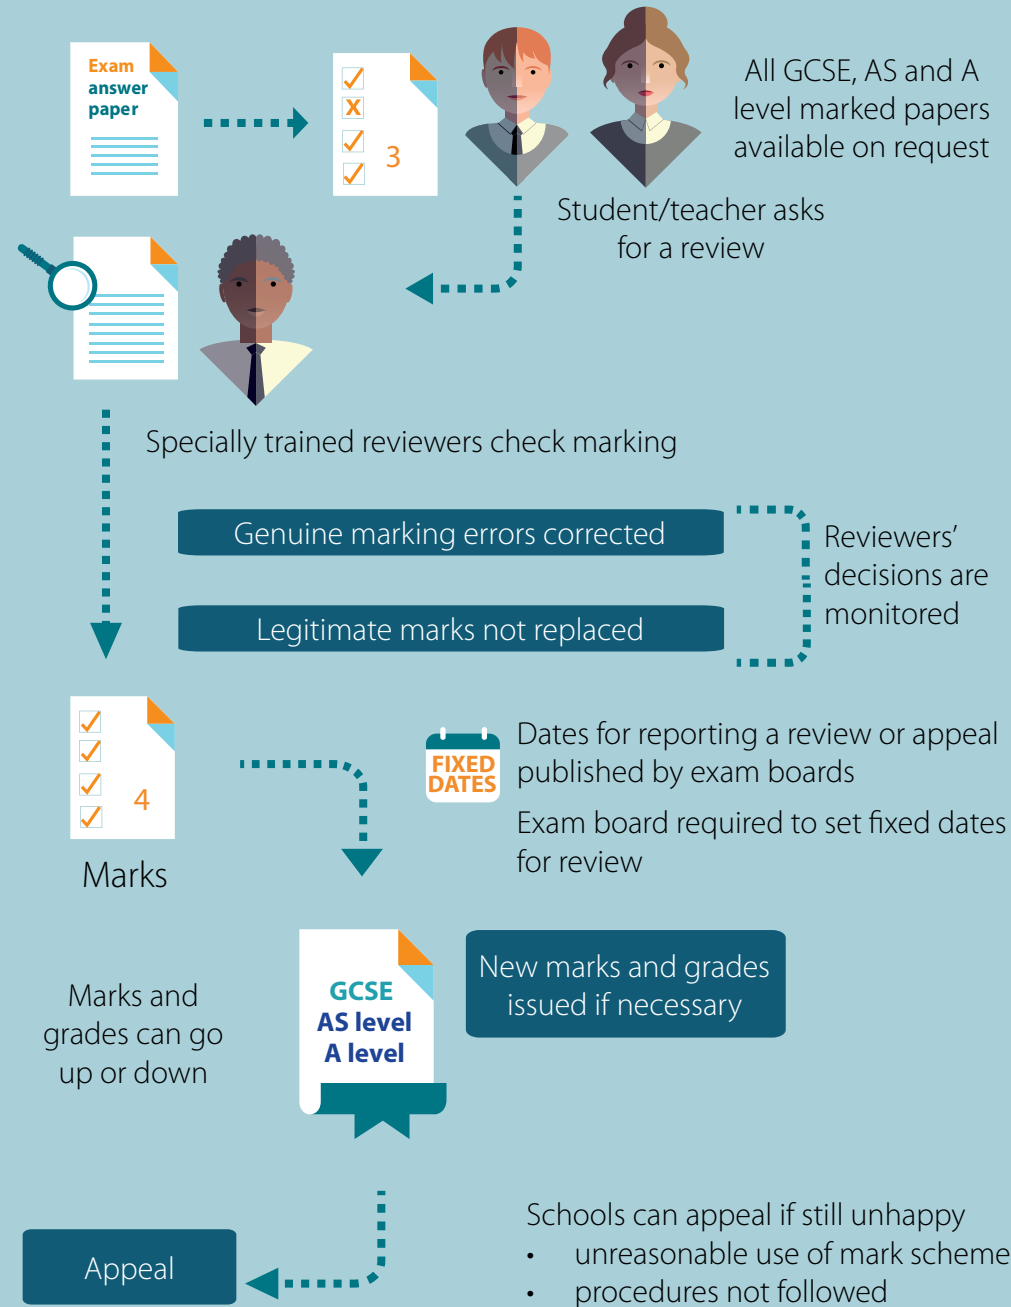 Exam
answer
paper
X
3
All GCSE, AS and A
level marked papers
available on request
Student/teacher asks
for a review
Specially trained reviewers check marking
Genuine marking errors corrected
Legitimate marks not replaced
Reviewers’
decisions are
monitored
4
Marks
FIXED
DATES
Dates for reporting a review or appeal
published by exam boards
Exam board required to set fixed dates
for review
Marks and
grades can go
up or down
GCSE
AS level
A level
New marks and grades
issued if necessary
Appeal
Schools can appeal if still unhappy
• unreasonable use of mark scheme
• procedures not followed